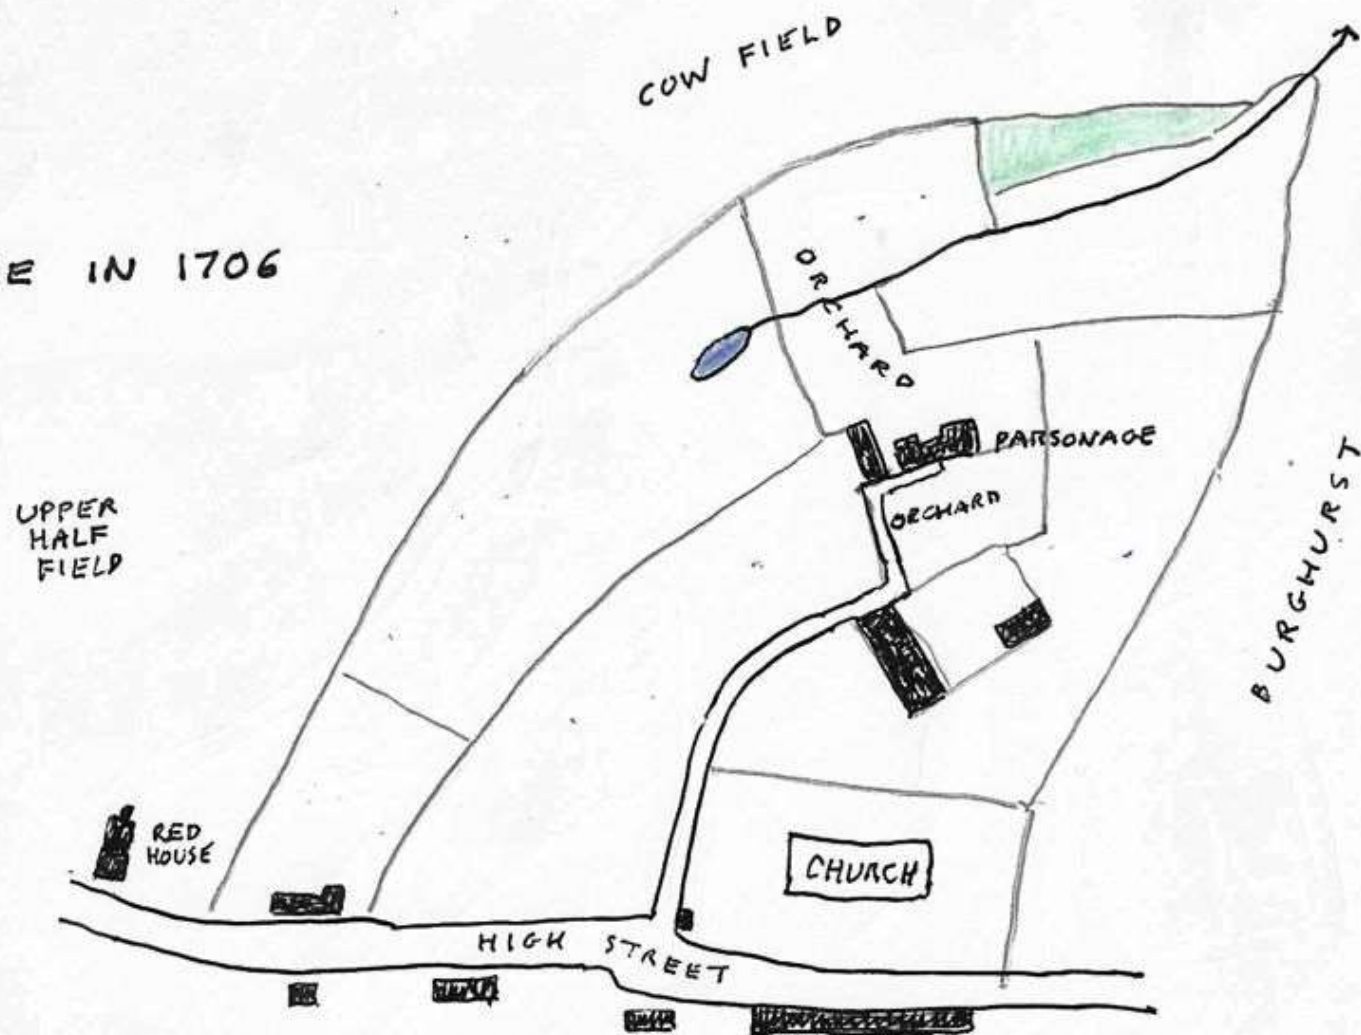 COW FIELD
E IN 1706
ORCHARD
PARSONAGE
UPPER
HALF
FIELD
ORCHARD
BURGHURST
RED
HOUSE
CHURCH
HIGH STREET